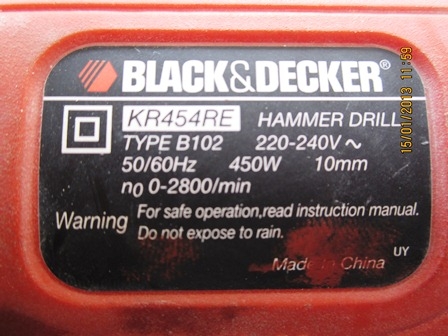 BLACK&DECKER®
KR454RE HAMMER DRILL
TYPE B102 220-240V~
50/60Hz 450W 10mm
n0 0-2800/min
Warning For safe operation,read instruction manual.
Do not expose to rain.
UY
Made in China
15/01/2013 11:59